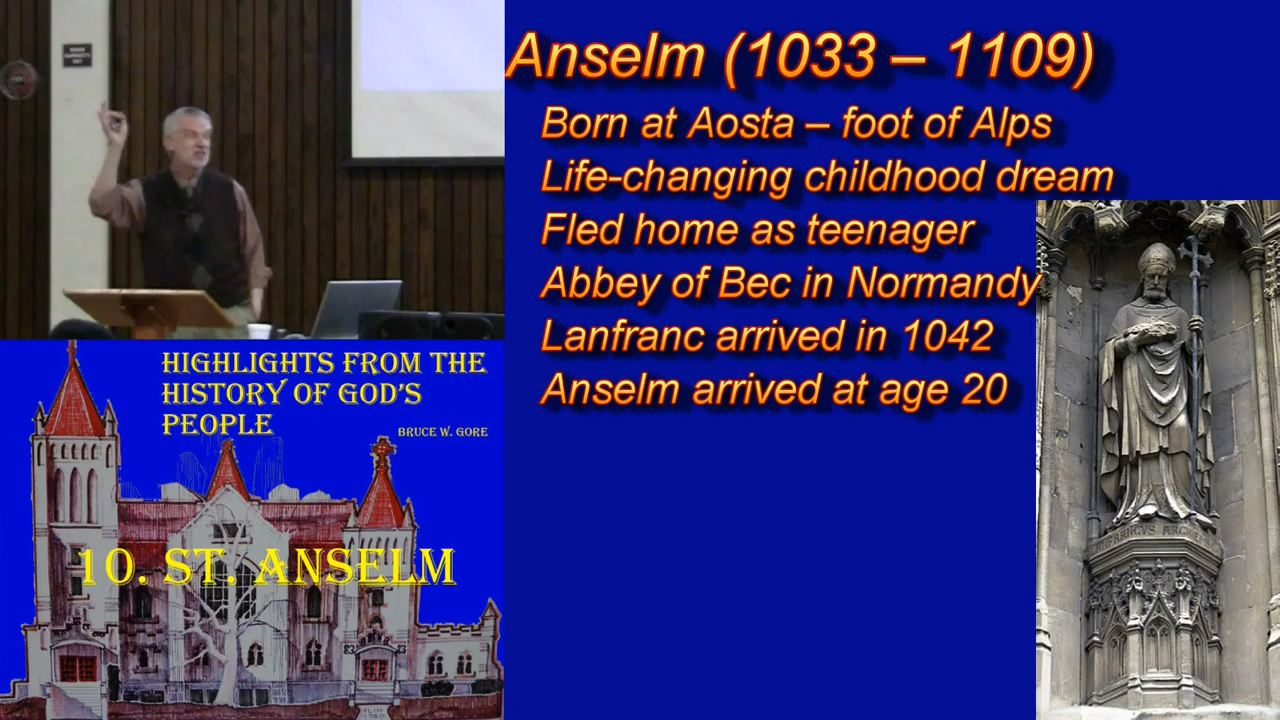 Anselm (1033 – 1109)
Born at Aosta – foot of Alps
Life-changing childhood dream
Fled home as teenager
Abbey of Bec in Normandy
Lanfranc arrived in 1042
Anselm arrived at age 20
HIGHLIGHTS FROM THE
HISTORY OF GOD'S
PEOPLE
BRUCE W. GORE
10. ST. ANSELM